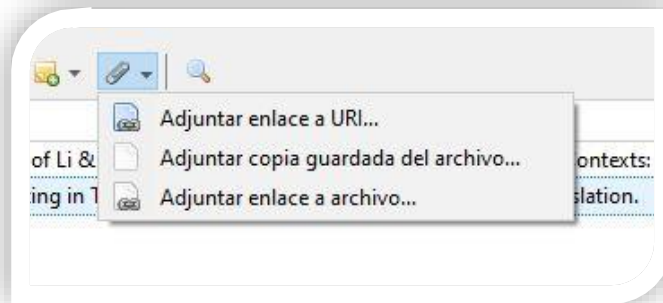 Adjuntar enlace a URI...
of Li & Adjuntar copia guardada del archivo... ontexts:
ing in Adjuntar enlace a archivo... slation.